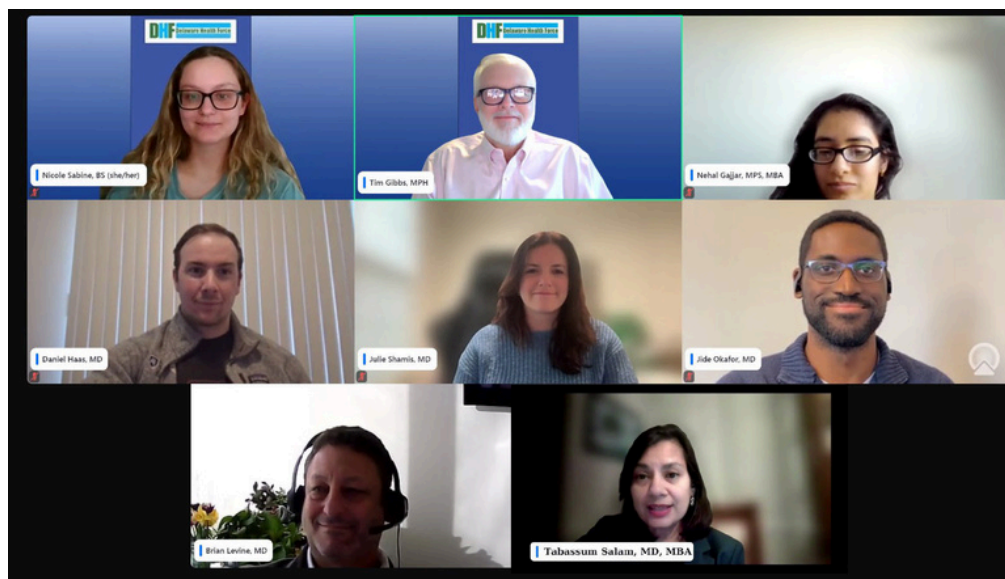 DHF Delaware Health Force
DHF Delaware Health Force
Nicole Sabine, BS (she/her)
Tim Gibbs, MPH
Nehal Gajjar, MPS, MBA
Daniel Haas, MD
Julie Shamis, MD
Jide Okafor, MD
Brian Levine, MD
Tabassum Salam, MD, MBA